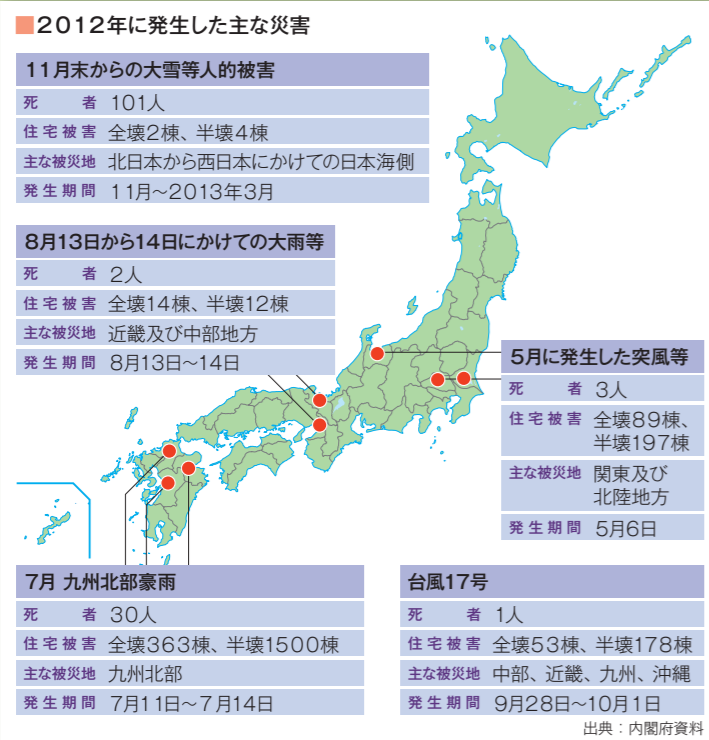 ■2012年に発生した主な災害
11月末からの大雪等人的被害
死者 101人
住宅被害 全壊2棟、半壊4棟
主な被災地 北日本から西日本にかけての日本海側
発生期間 11月～2013年3月
8月13日から14日にかけての大雨等
死者 2人
住宅被害 全壊14棟、半壊12棟
主な被災地 近畿及び中部地方
発生期間 8月13日～14日
5月に発生した突風等
死者 3人
住宅被害 全壊89棟、
半壊197棟
主な被災地 関東及び
北陸地方
発生期間 5月6日
7月 九州北部豪雨
死者 30人
住宅被害 全壊363棟、半壊1500棟
主な被災地 九州北部
発生期間 7月11日～7月14日
台風17号
死者 1人
住宅被害 全壊53棟、半壊178棟
主な被災地 中部、近畿、九州、沖縄
発生期間 9月28日～10月1日
出典：内閣府資料